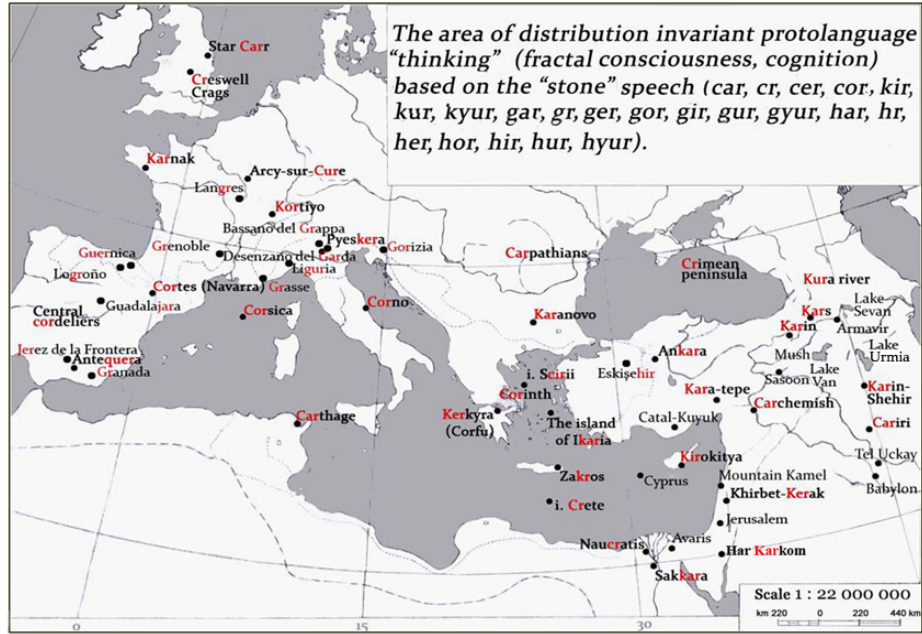 The area of distribution invariant protolanguage
“thinking” (fractal consciousness, cognition)
based on the “stone” speech (car, cr, cer, cor, kir,
kur, kyur, gar, gr, ger, gor, gir, gur, gyur, har, hr,
her, hor, hir, hur, hyur).
Star Carr
Creswell
Crags
Karnak
Arcy-sur-Cure
Langres
Kortiyo
Bassano del Grappa
Pyeskera
Gorizia
Guernica
Grenoble
Desenzano del Garda
Liguria
Logroño
Cortes (Navarra)
Grasse
Guadalajara
Central
cordeliers
Corsica
Corno
Jerez de la Frontera
Antequera
Granada
Carpathians
Crimean
peninsula
Kura river
Lake
Sevan
Kars
Karin
Armavir
Karanovo
Ankara
Eskişehir
Mush
Lake
Urmia
Sasoon
Lake
Van
i. Scirii
Corinth
Kara-tepe
Karin-
Shehir
Carthage
Kerkyra
(Corfu)
The island
of Ikaria
Catal-Kuyuk
Carchemish
Cariri
Kirokitya
Zakros
Cyprus
Tel Uckay
Mountain Kamel
Babylon
Khirbet-Kerak
i. Crete
Jerusalem
Naucratis
Avaris
Har Karkom
Sakkara
Scale 1 : 22 000 000
km 220 0 220 440 km
0 15 30